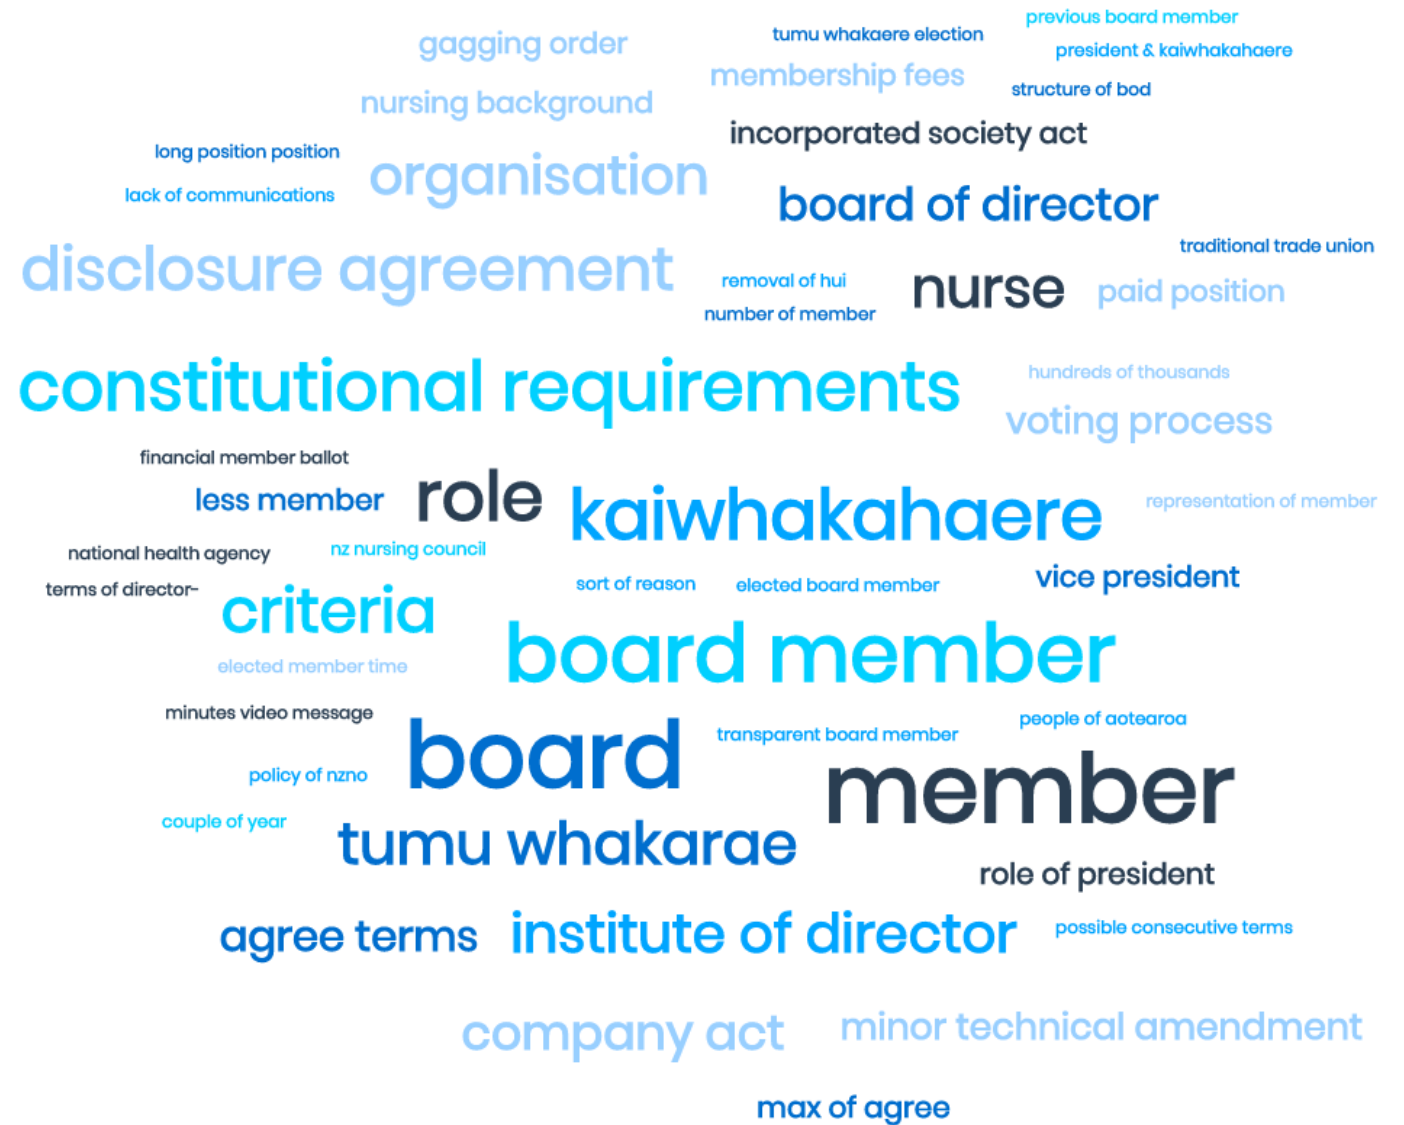 previous board member
tumu whakaere election
gagging order
president & kaiwhakahaere
membership fees
structure of bod
nursing background
incorporated society act
long position position
organisation
lack of communications
board of director
traditional trade union
disclosure agreement
removal of hui
nurse
paid position
number of member
constitutional requirements
hundreds of thousands
voting process
financial member ballot
less member
role
kaiwhakahaere
representation of member
national health agency
nz nursing council
terms of director-
sort of reason
elected board member
vice president
criteria
board member
elected member time
minutes video message
board
transparent board member
people of aotearoa
policy of nzno
member
couple of year
tumu whakarae
role of president
agree terms
institute of director
possible consecutive terms
company act
minor technical amendment
max of agree